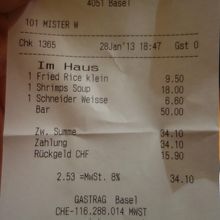 4051 Basel
101 MISTER W
Chk 1365 28Jan'13 18:47 Gst 0
Im Haus
1 Fried Rice klein 9.50
1 Shrimps Soup 18.00
1 Schneider Weisse 6.60
Bar 50.00
Zw. Summe 34.10
Zahlung 34.10
Rückgeld CHF 15.90
2.53 =MwSt. 8% 34.10
GASTRAG Basel
CHE-116.288.014 MWST